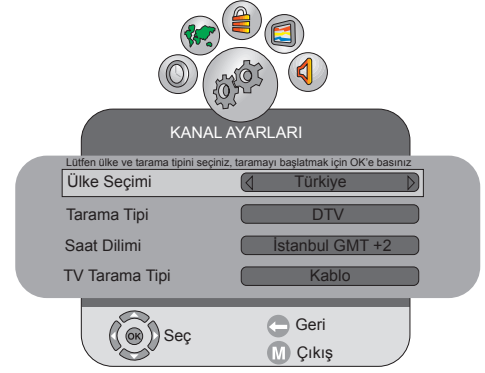 KANAL AYARLARI
Lütfen ülke ve tarama tipini seçiniz, taramayı başlatmak için OK'e basınız
Ülke Seçimi Türkiye
Tarama Tipi DTV
Saat Dilimi İstanbul GMT +2
TV Tarama Tipi Kablo
OK Seç
Geri
M Çıkış